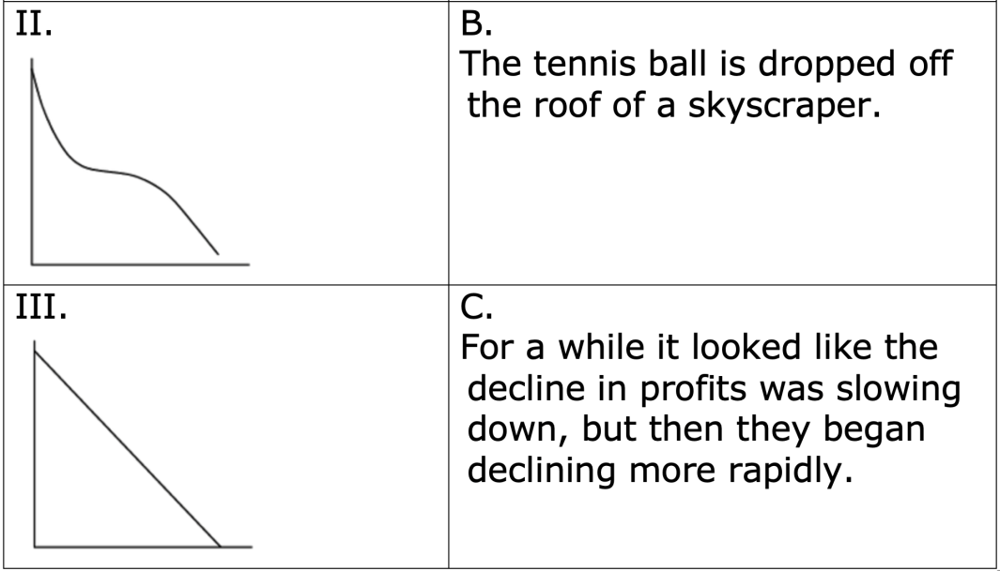 II.
B.
The tennis ball is dropped off
the roof of a skyscraper.
III.
C.
For a while it looked like the
decline in profits was slowing
down, but then they began
declining more rapidly.